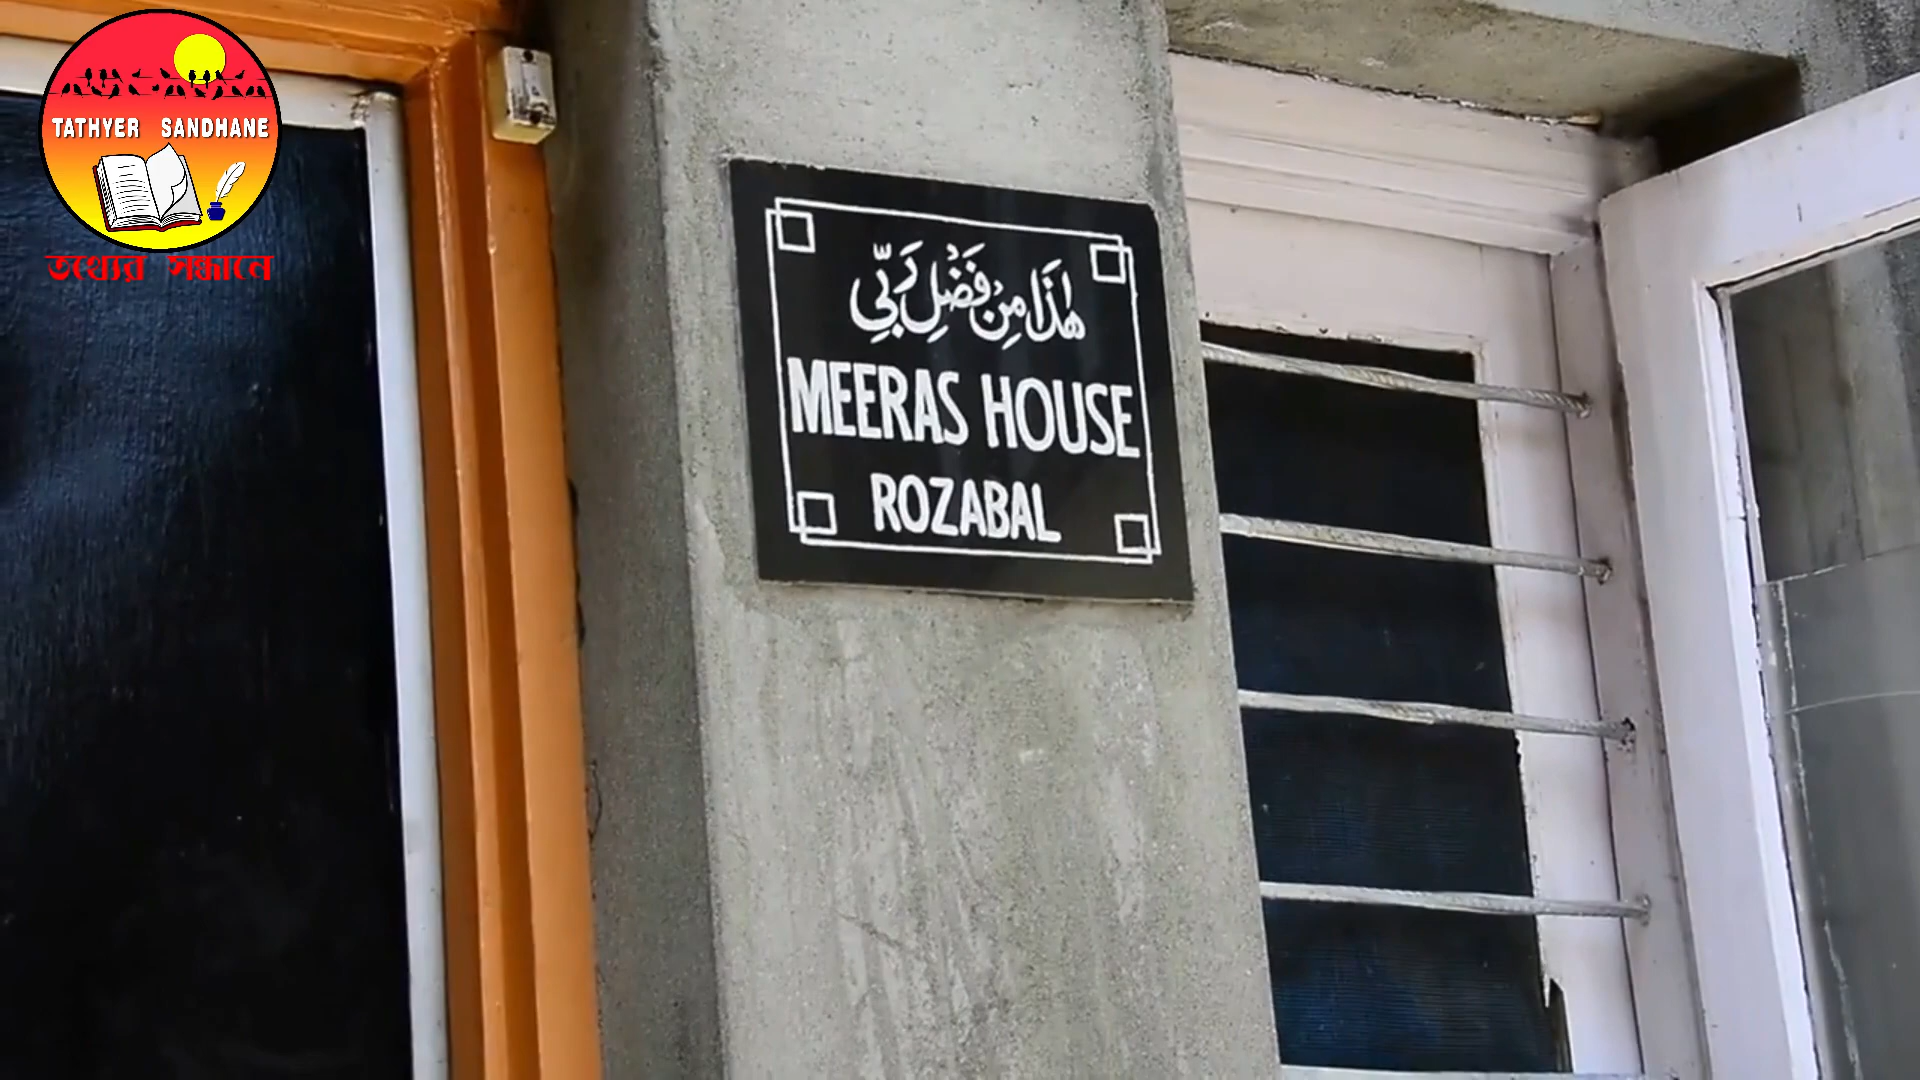 TATHYER SANDHANE
তথ্যের সন্ধানে
هٰذَا مِنْ فَضْلِ رَبِّي
MEERAS HOUSE
ROZABAL